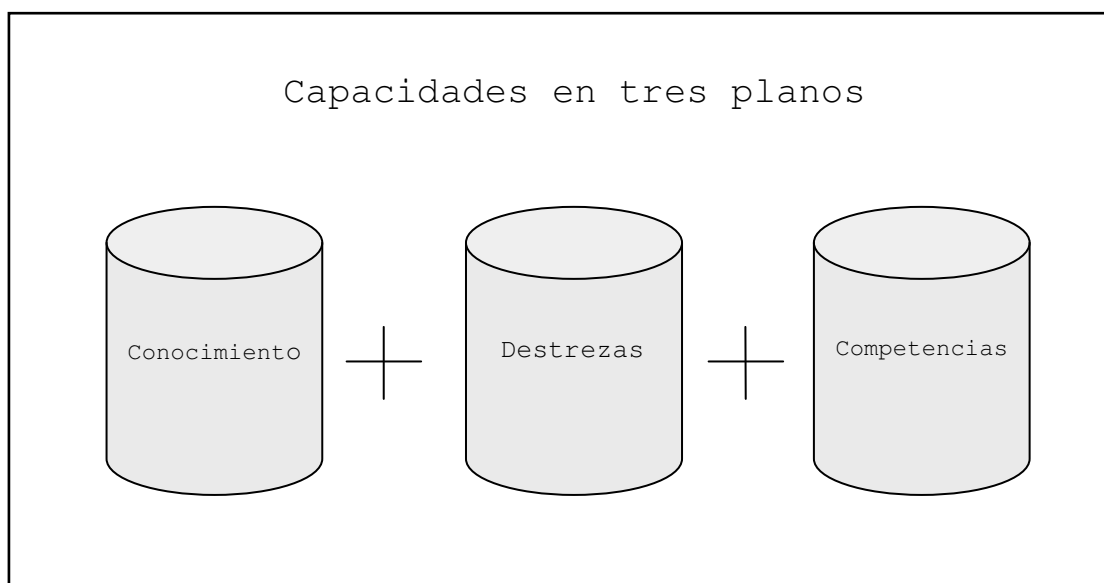 Capacidades en tres planos
Conocimiento
Destrezas
Competencias